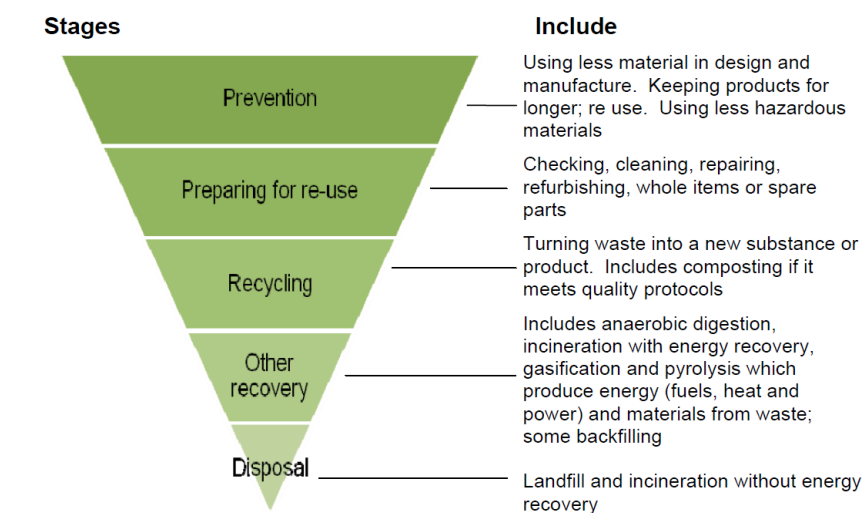 Stages
Include
Prevention
Using less material in design and
manufacture. Keeping products for
longer; re use. Using less hazardous
materials
Preparing for re-use
Checking, cleaning, repairing,
refurbishing, whole items or spare
parts
Recycling
Turning waste into a new substance or
product. Includes composting if it
meets quality protocols
Other
recovery
Includes anaerobic digestion,
incineration with energy recovery,
gasification and pyrolysis which
produce energy (fuels, heat and
power) and materials from waste;
some backfilling
Disposal
Landfill and incineration without energy
recovery